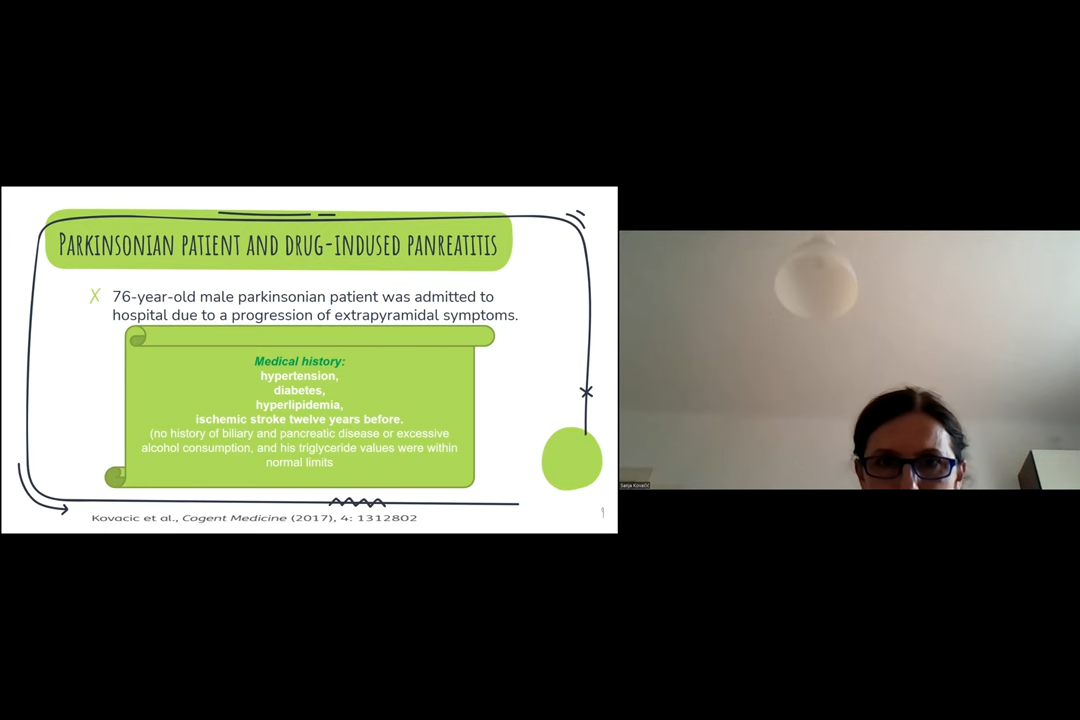 PARKINSONIAN PATIENT AND DRUG-INDUSED PANREATITIS
X 76-year-old male parkinsonian patient was admitted to
hospital due to a progression of extrapyramidal symptoms.
Medical history:
hypertension,
diabetes,
hyperlipidemia,
ischemic stroke twelve years before.
(no history of biliary and pancreatic disease or excessive
alcohol consumption, and his triglyceride values were within
normal limits
Kovacic et al., Cogent Medicine (2017), 4: 1312802
9
Sanja Kovačić